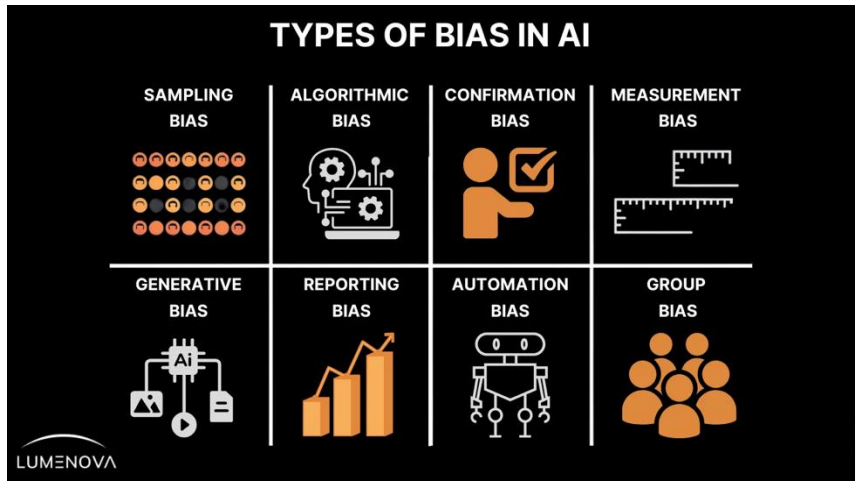 TYPES OF BIAS IN AI
SAMPLING
BIAS
ALGORITHMIC
BIAS
CONFIRMATION
BIAS
MEASUREMENT
BIAS
GENERATIVE
BIAS
Ai
REPORTING
BIAS
AUTOMATION
BIAS
GROUP
BIAS
LUMΞNOVΛ